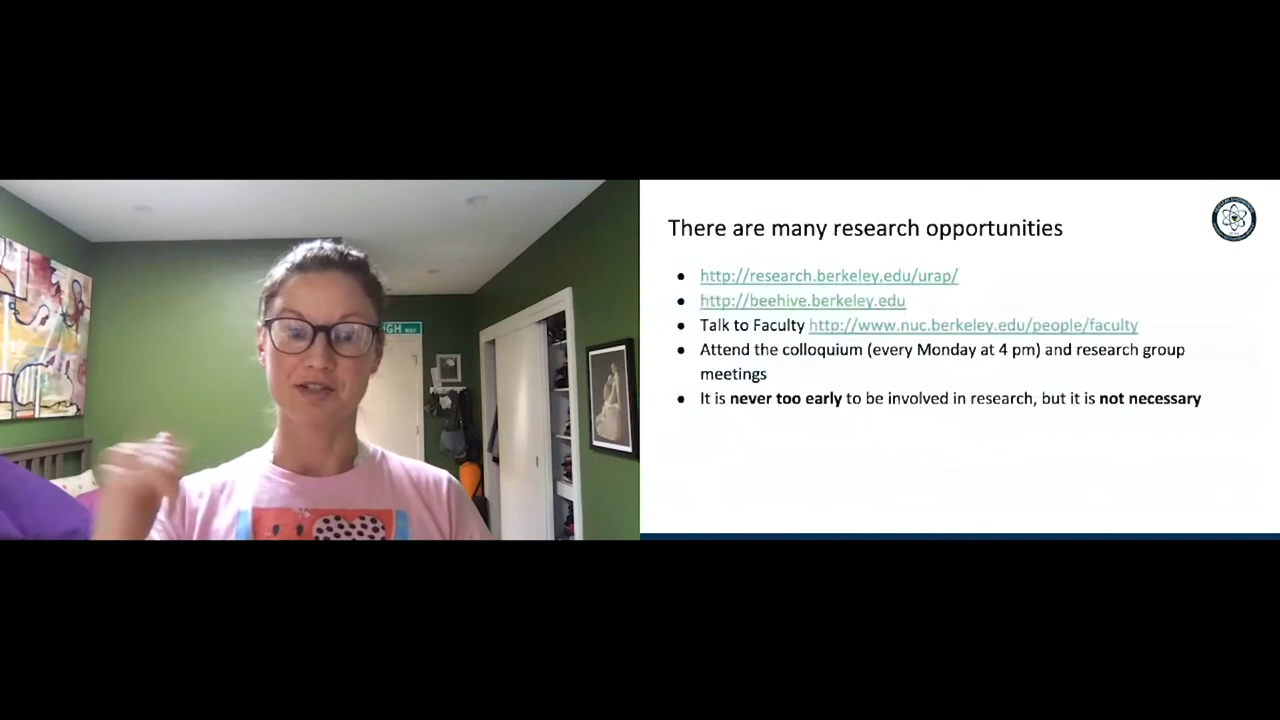 HGH WAY
There are many research opportunities
http://research.berkeley.edu/urap/
http://beehive.berkeley.edu
Talk to Faculty http://www.nuc.berkeley.edu/people/faculty
Attend the colloquium (every Monday at 4 pm) and research group
meetings
It is never too early to be involved in research, but it is not necessary